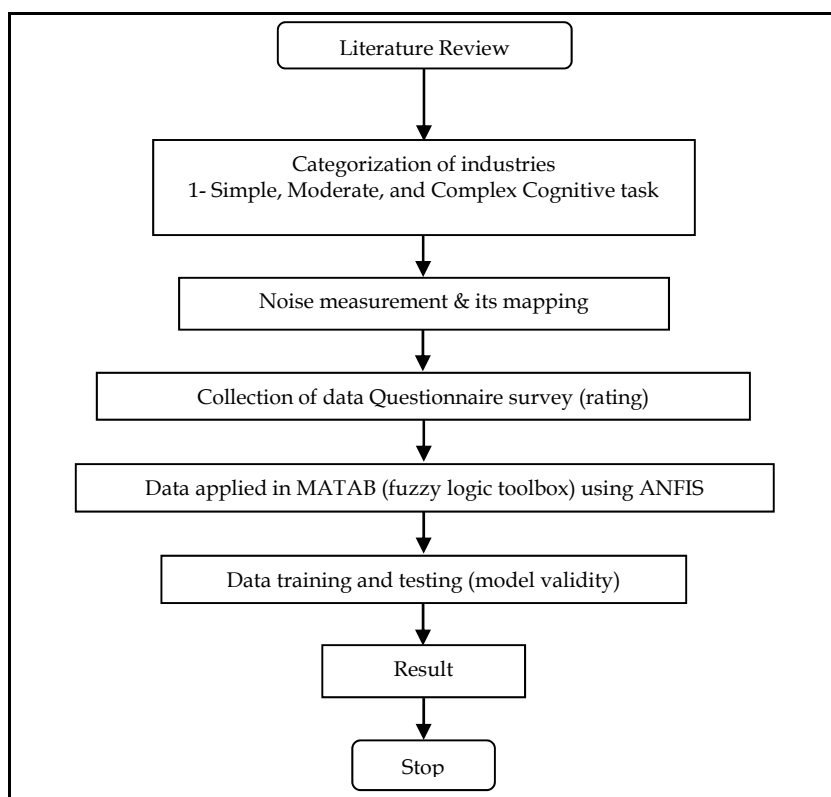 Literature Review
Categorization of industries
1- Simple, Moderate, and Complex Cognitive task
Noise measurement & its mapping
Collection of data Questionnaire survey (rating)
Data applied in MATAB (fuzzy logic toolbox) using ANFIS
Data training and testing (model validity)
Result
Stop